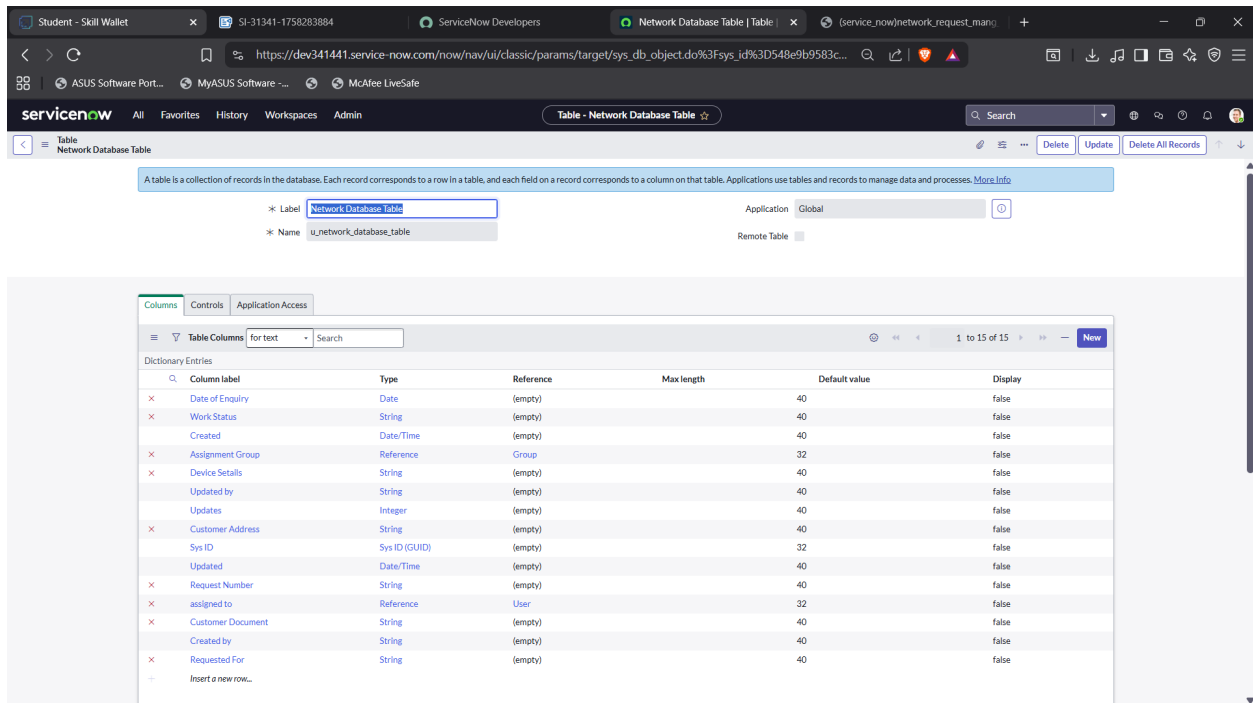 Student - Skill Wallet
SI-31341-1758283884
ServiceNow Developers
Network Database Table | Table |
(service_now)network_request_mang
https://dev341441.service-now.com/now/nav/ui/classic/params/target/sys_db_object.do%3Fsys_id%3D548e9b9583c...
ASUS Software Port... MyASUS Software -... McAfee LiveSafe
servicenow All Favorites History Workspaces Admin Table - Network Database Table Search
Table
Network Database Table
Delete Update Delete All Records
A table is a collection of records in the database. Each record corresponds to a row in a table, and each field on a record corresponds to a column on that table. Applications use tables and records to manage data and processes. More Info
Label Network Database Table Application Global
Name u_network_database_table Remote Table
Columns Controls Application Access
Table Columns for text Search 1 to 15 of 15 New
Dictionary Entries
Column label Type Reference Max length Default value Display
Date of Enquiry Date (empty) 40 false
Work Status String (empty) 40 false
Created Date/Time (empty) 40 false
Assignment Group Reference Group 32 false
Device Setails String (empty) 40 false
Updated by String (empty) 40 false
Updates Integer (empty) 40 false
Customer Address String (empty) 40 false
Sys ID Sys ID (GUID) (empty) 32 false
Updated Date/Time (empty) 40 false
Request Number String (empty) 40 false
assigned to Reference User 32 false
Customer Document String (empty) 40 false
Created by String (empty) 40 false
Requested For String (empty) 40 false
Insert a new row...